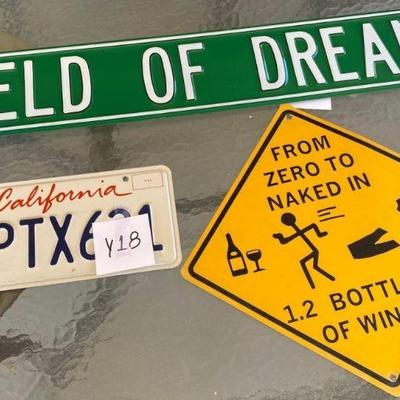 ELD OF DREA
California
PTX6
Y18
FROM
ZERO TO
NAKED IN
1.2 BOTTL
OF WIN